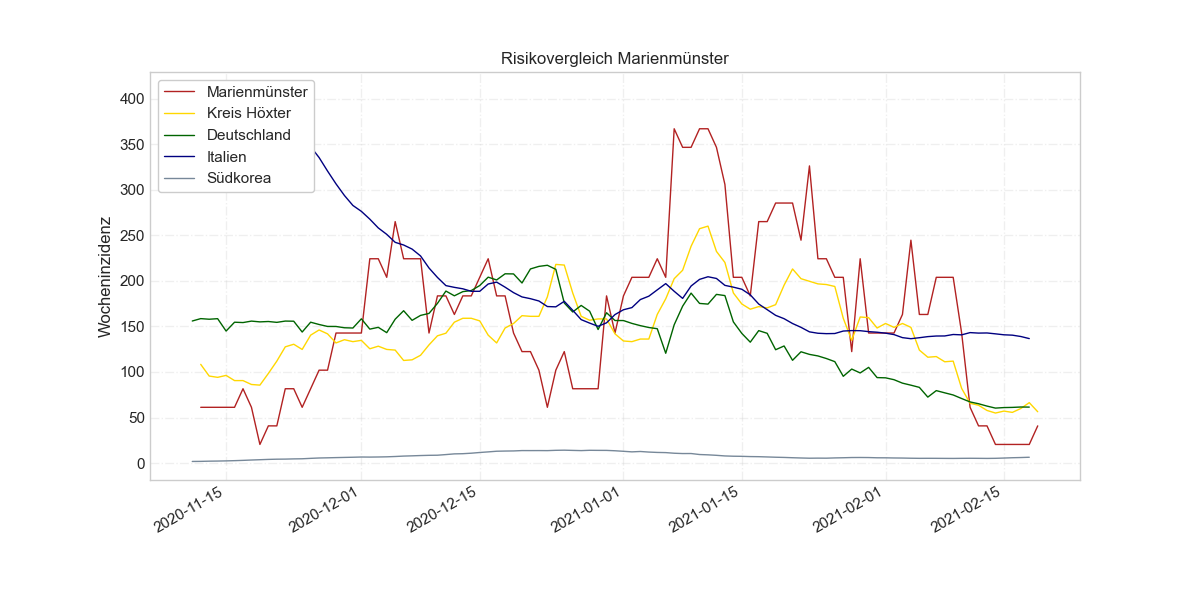 Risikovergleich Marienmünster
Wocheninzidenz
400
350
300
250
200
150
100
50
0
Marienmünster
Kreis Höxter
Deutschland
Italien
Südkorea
2020-11-15
2020-12-01
2020-12-15
2021-01-01
2021-01-15
2021-02-01
2021-02-15